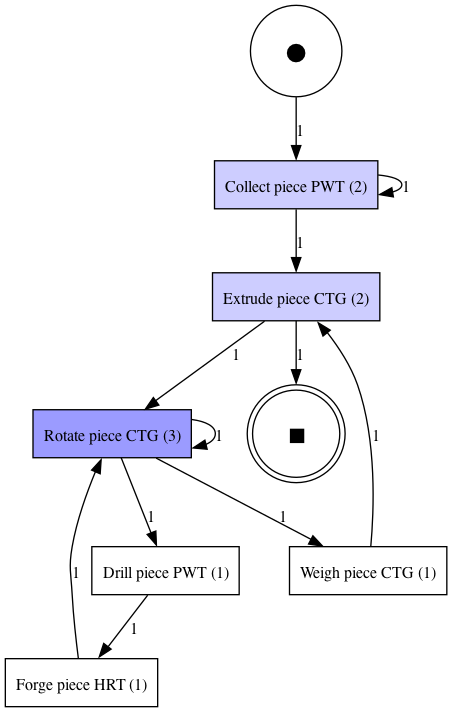 1
Collect piece PWT (2)
1
1
Extrude piece CTG (2)
1
1
Rotate piece CTG (3)
1
1
1
1
1
Drill piece PWT (1)
Weigh piece CTG (1)
1
Forge piece HRT (1)